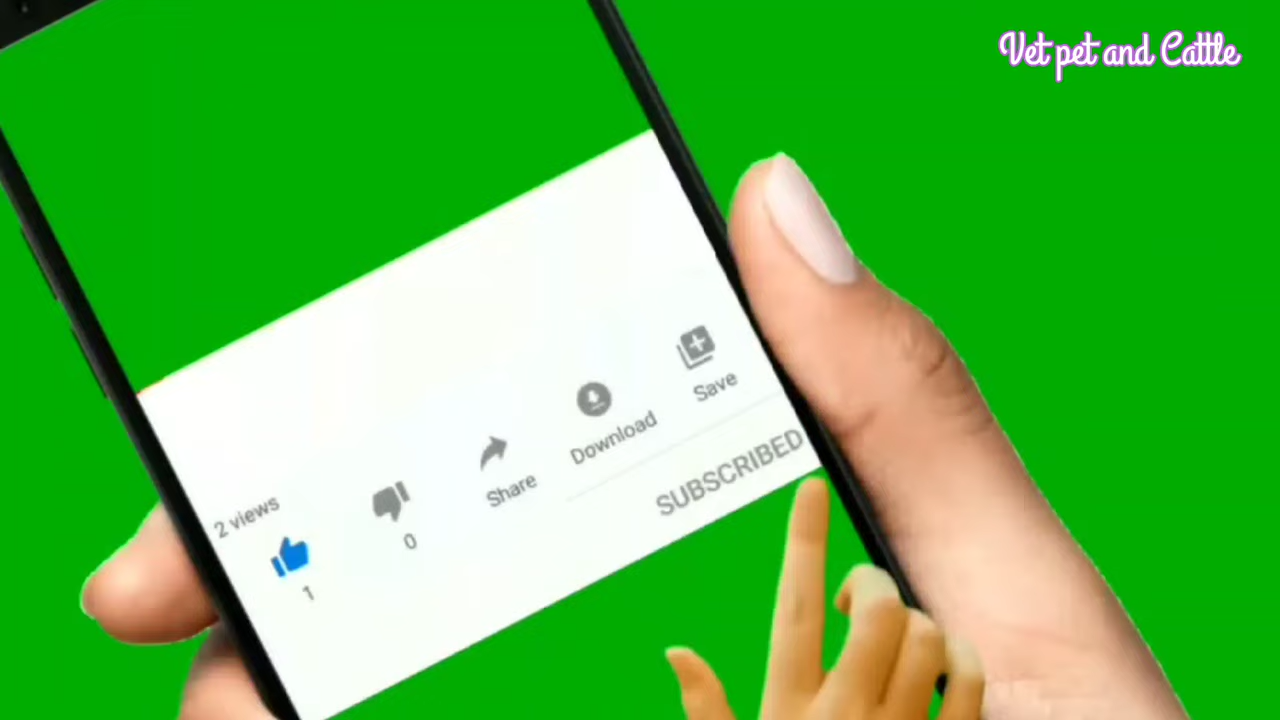 Vet pet and Cattle
2 views
1
0
Share
Download
Save
SUBSCRIBED